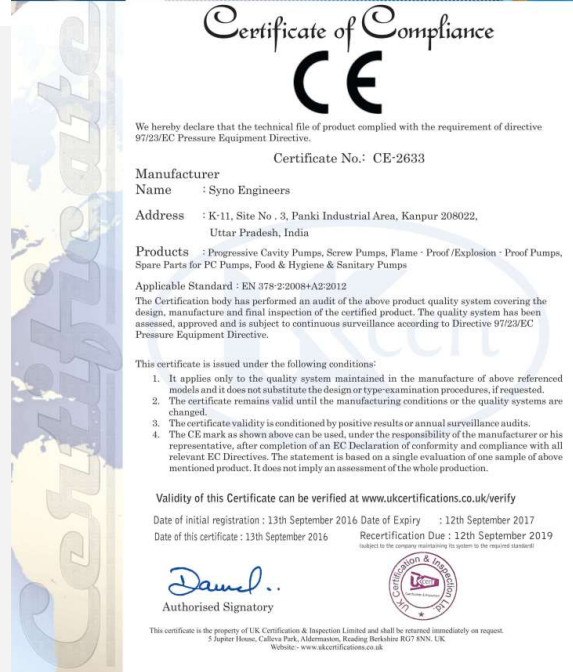 Certificate of Compliance
CE
We hereby declare that the technical file of product complied with the requirement of directive
97/23/EC Pressure Equipment Directive.
Certificate No.: CE-2633
Manufacturer
Name : Syno Engineers
Address : K-11, Site No . 3, Panki Industrial Area, Kanpur 208022,
Uttar Pradesh, India
Products : Progressive Cavity Pumps, Screw Pumps, Flame - Proof /Explosion - Proof Pumps,
Spare Parts for PC Pumps, Food & Hygiene & Sanitary Pumps
Applicable Standard : EN 378-2:2008+A2:2012
The Certification body has performed an audit of the above product quality system covering the
design, manufacture and final inspection of the certified product. The quality system has been
assessed, approved and is subject to continuous surveillance according to Directive 97/23/EC
Pressure Equipment Directive.
This certificate is issued under the following conditions:
1. It applies only to the quality system maintained in the manufacture of above referenced
models and it does not substitute the design or type-examination procedures, if requested.
2. The certificate remains valid until the manufacturing conditions or the quality systems are
changed.
3. The certificate validity is conditioned by positive results or annual surveillance audits.
4. The CE mark as shown above can be used, under the responsibility of the manufacturer or his
representative, after completion of an EC Declaration of conformity and compliance with all
relevant EC Directives. The statement is based on a single evaluation of one sample of above
mentioned product. It does not imply an assessment of the whole production.
Validity of this Certificate can be verified at www.ukcertifications.co.uk/verify
Date of initial registration : 13th September 2016 Date of Expiry : 12th September 2017
Date of this certificate : 13th September 2016 Recertification Due : 12th September 2019
(subject to the company maintaining its system to the required standard)
Authorised Signatory
UK Certification & Inspection Ltd.
This certificate is the property of UK Certification & Inspection Limited and shall be returned immediately on request.
5 Jupiter House, Calleva Park, Aldermaston, Reading Berkshire RG7 8NN. UK
Website:- www.ukcertifications.co.uk
Certificate